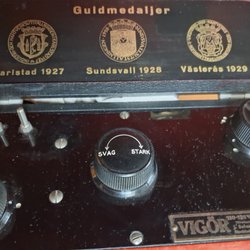 Guldmedaljer
arlstad 1927 Sundsvall 1928 Västerås 1929
SVAG STARK
VIGÖR